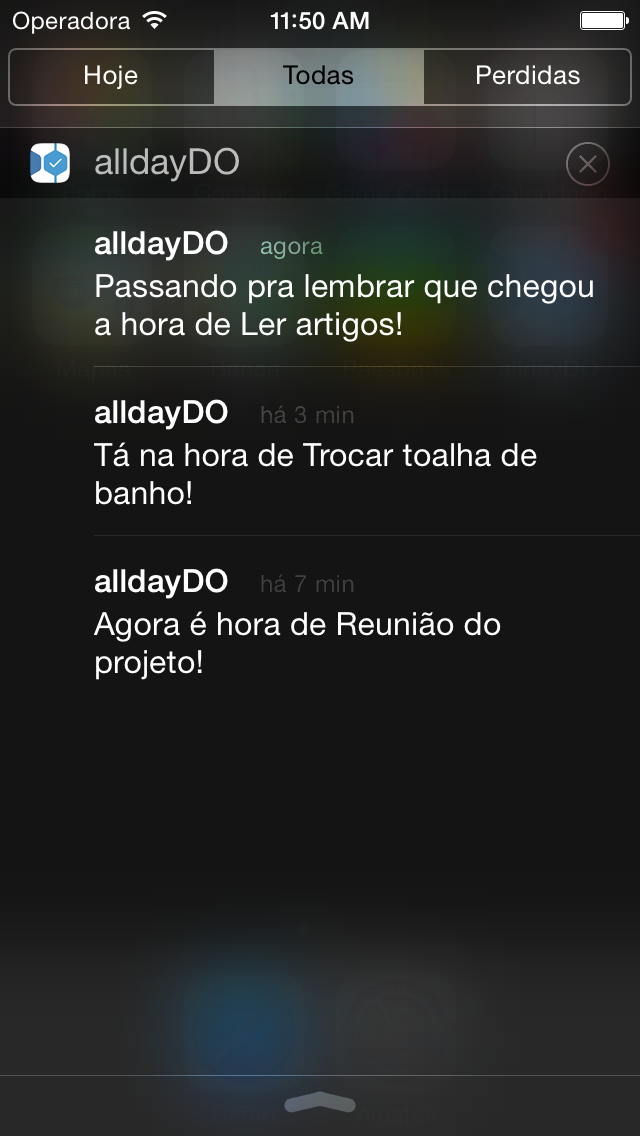 Operadora 11:50 AM
Hoje Todas Perdidas
alldayDO
alldayDO agora
Passando pra lembrar que chegou
a hora de Ler artigos!
alldayDO há 3 min
Tá na hora de Trocar toalha de
banho!
alldayDO há 7 min
Agora é hora de Reunião do
projeto!